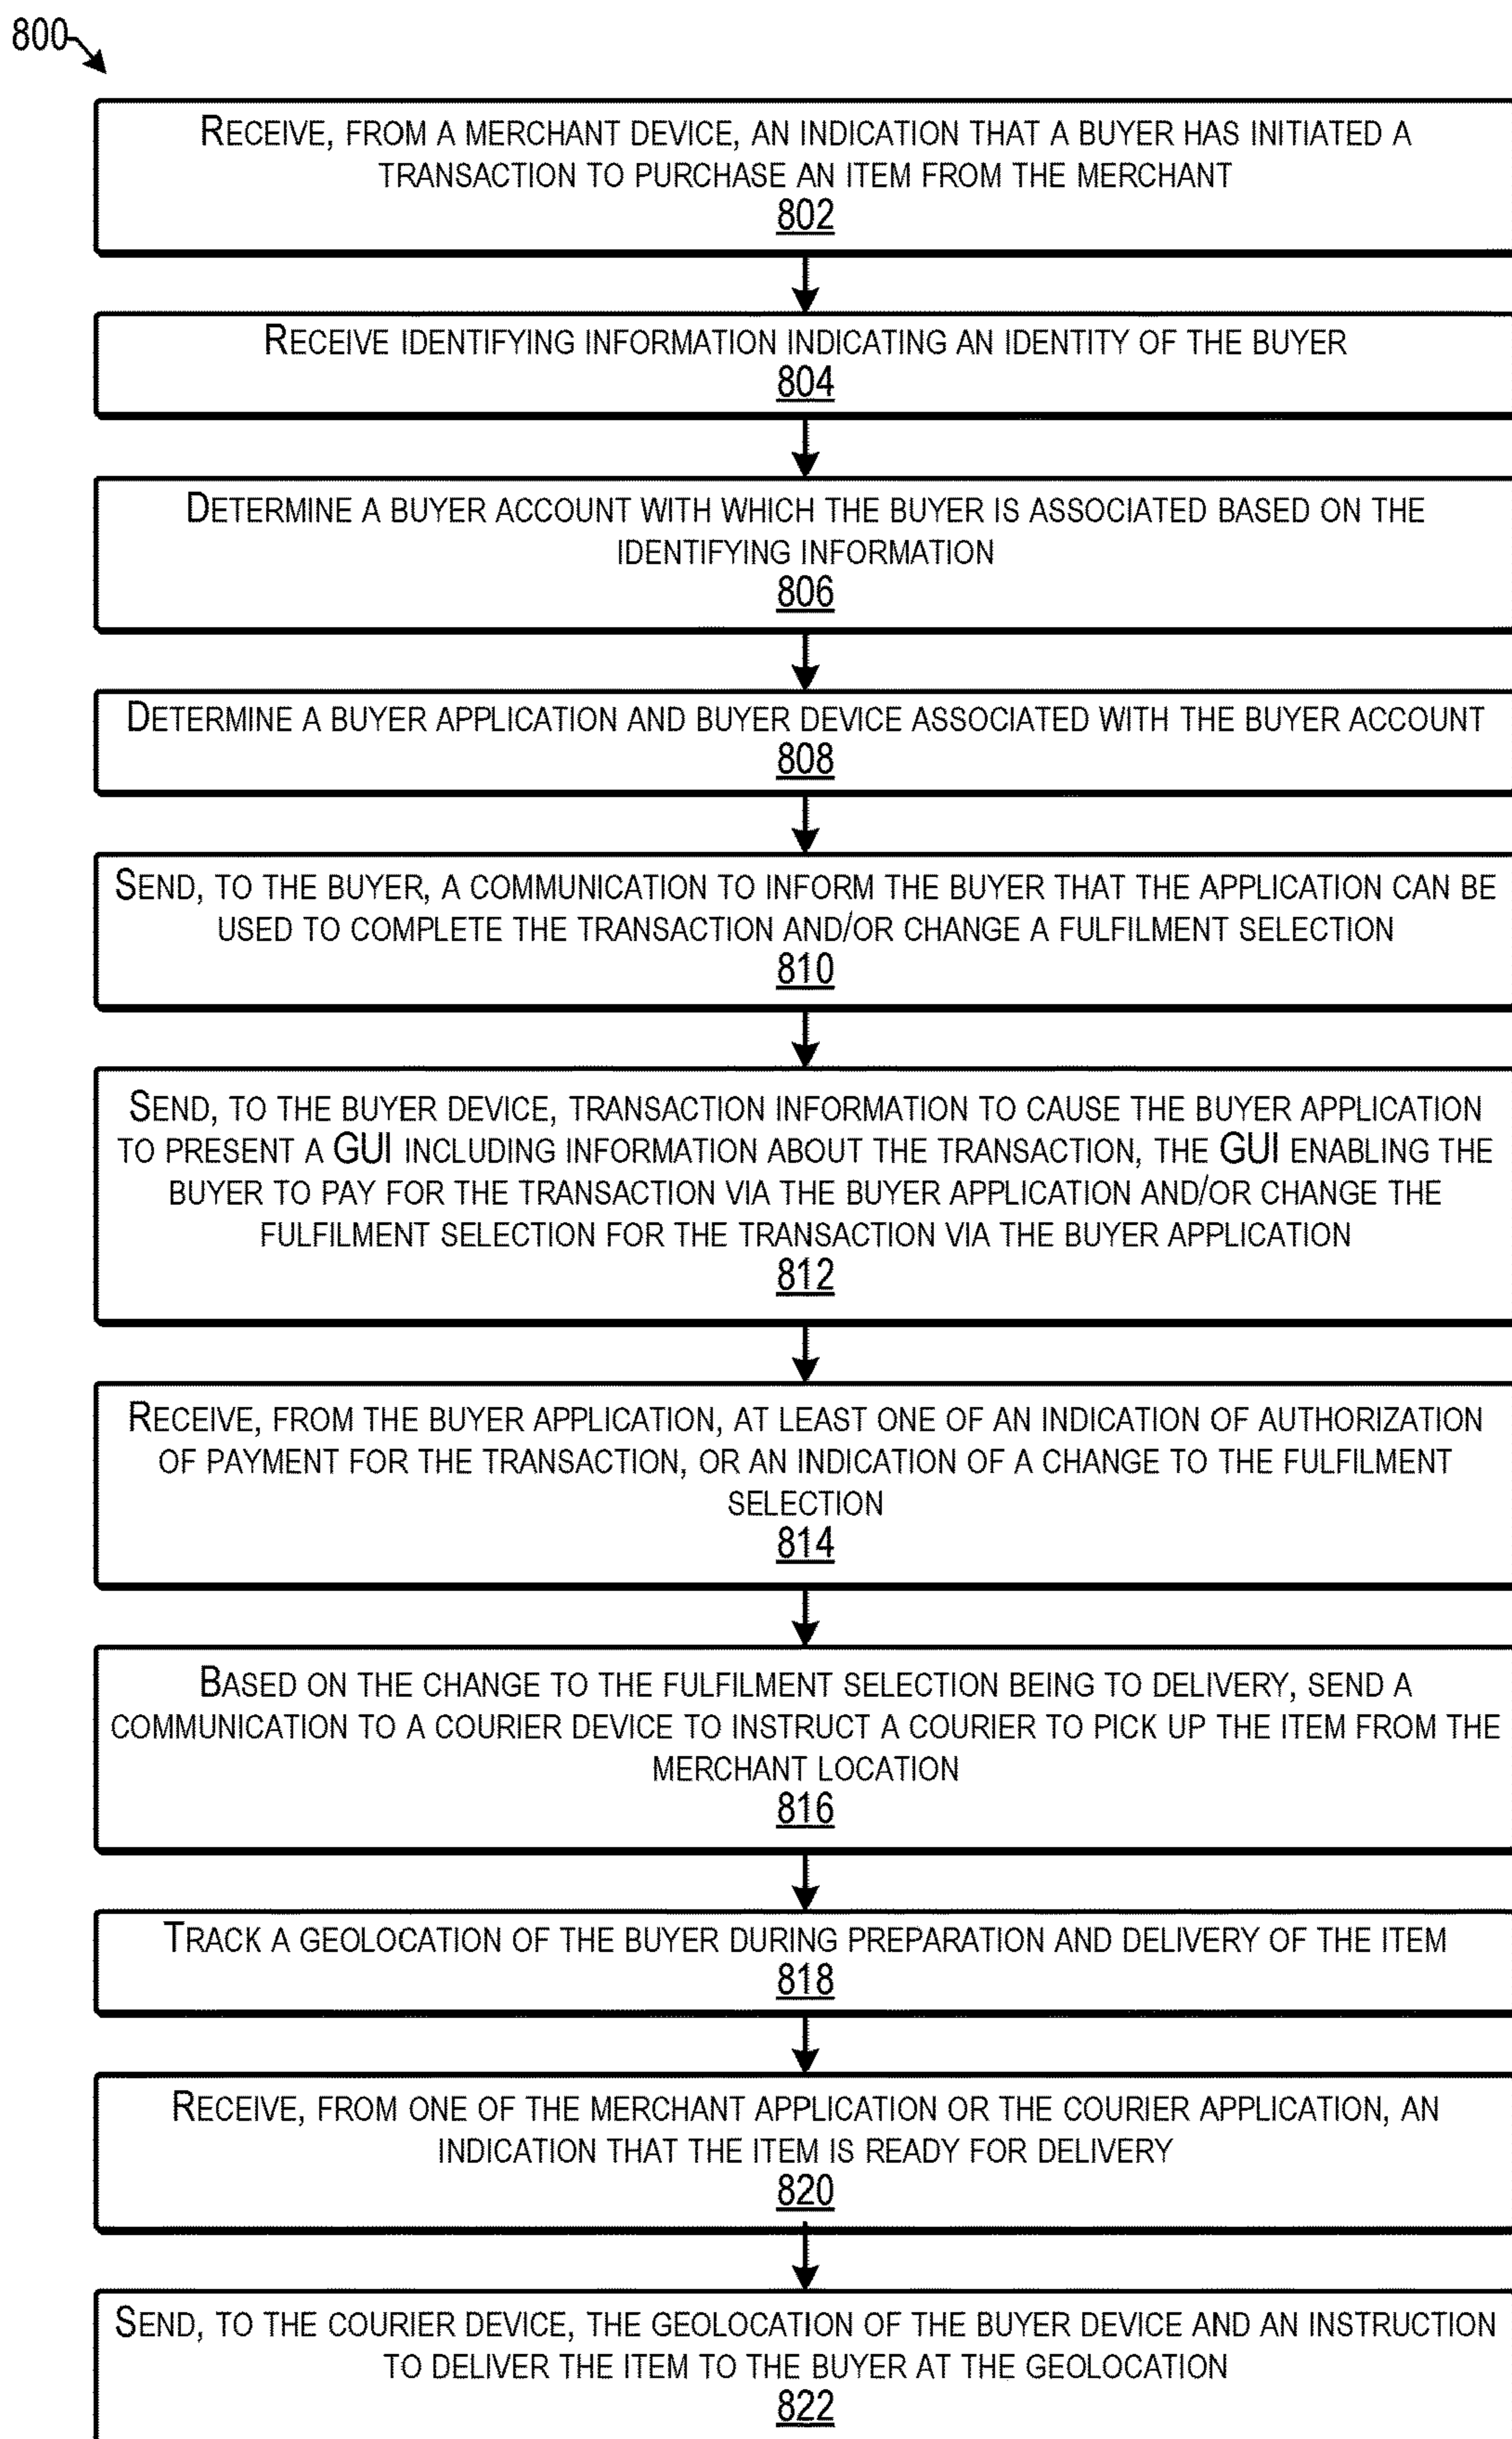 800
RECEIVE, FROM A MERCHANT DEVICE, AN INDICATION THAT A BUYER HAS INITIATED A
TRANSACTION TO PURCHASE AN ITEM FROM THE MERCHANT
802
RECEIVE IDENTIFYING INFORMATION INDICATING AN IDENTITY OF THE BUYER
804
DETERMINE A BUYER ACCOUNT WITH WHICH THE BUYER IS ASSOCIATED BASED ON THE
IDENTIFYING INFORMATION
806
DETERMINE A BUYER APPLICATION AND BUYER DEVICE ASSOCIATED WITH THE BUYER ACCOUNT
808
SEND, TO THE BUYER, A COMMUNICATION TO INFORM THE BUYER THAT THE APPLICATION CAN BE
USED TO COMPLETE THE TRANSACTION AND/OR CHANGE A FULFILMENT SELECTION
810
SEND, TO THE BUYER DEVICE, TRANSACTION INFORMATION TO CAUSE THE BUYER APPLICATION
TO PRESENT A GUI INCLUDING INFORMATION ABOUT THE TRANSACTION, THE GUI ENABLING THE
BUYER TO PAY FOR THE TRANSACTION VIA THE BUYER APPLICATION AND/OR CHANGE THE
FULFILMENT SELECTION FOR THE TRANSACTION VIA THE BUYER APPLICATION
812
RECEIVE, FROM THE BUYER APPLICATION, AT LEAST ONE OF AN INDICATION OF AUTHORIZATION
OF PAYMENT FOR THE TRANSACTION, OR AN INDICATION OF A CHANGE TO THE FULFILMENT
SELECTION
814
BASED ON THE CHANGE TO THE FULFILMENT SELECTION BEING TO DELIVERY, SEND A
COMMUNICATION TO A COURIER DEVICE TO INSTRUCT A COURIER TO PICK UP THE ITEM FROM THE
MERCHANT LOCATION
816
TRACK A GEOLOCATION OF THE BUYER DURING PREPARATION AND DELIVERY OF THE ITEM
818
RECEIVE, FROM ONE OF THE MERCHANT APPLICATION OR THE COURIER APPLICATION, AN
INDICATION THAT THE ITEM IS READY FOR DELIVERY
820
SEND, TO THE COURIER DEVICE, THE GEOLOCATION OF THE BUYER DEVICE AND AN INSTRUCTION
TO DELIVER THE ITEM TO THE BUYER AT THE GEOLOCATION
822